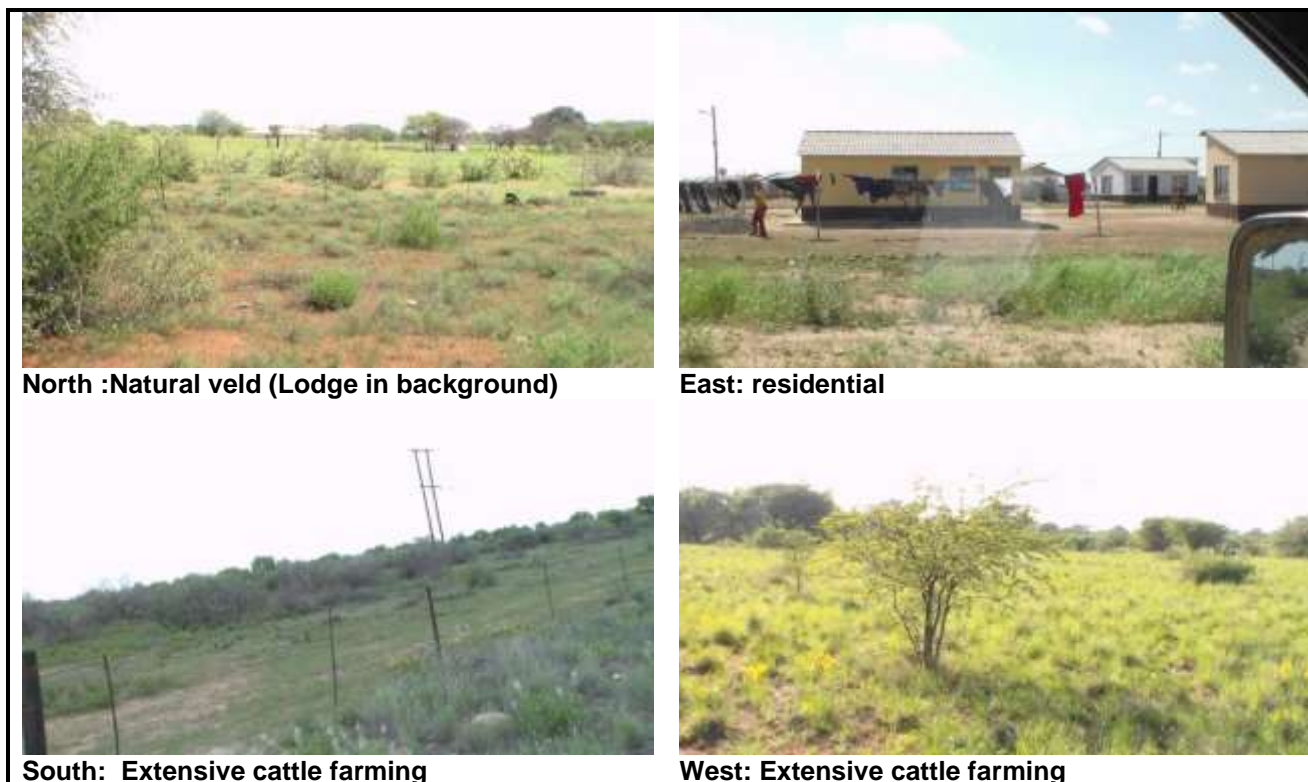 North :Natural veld (Lodge in background)
East: residential
South: Extensive cattle farming
West: Extensive cattle farming